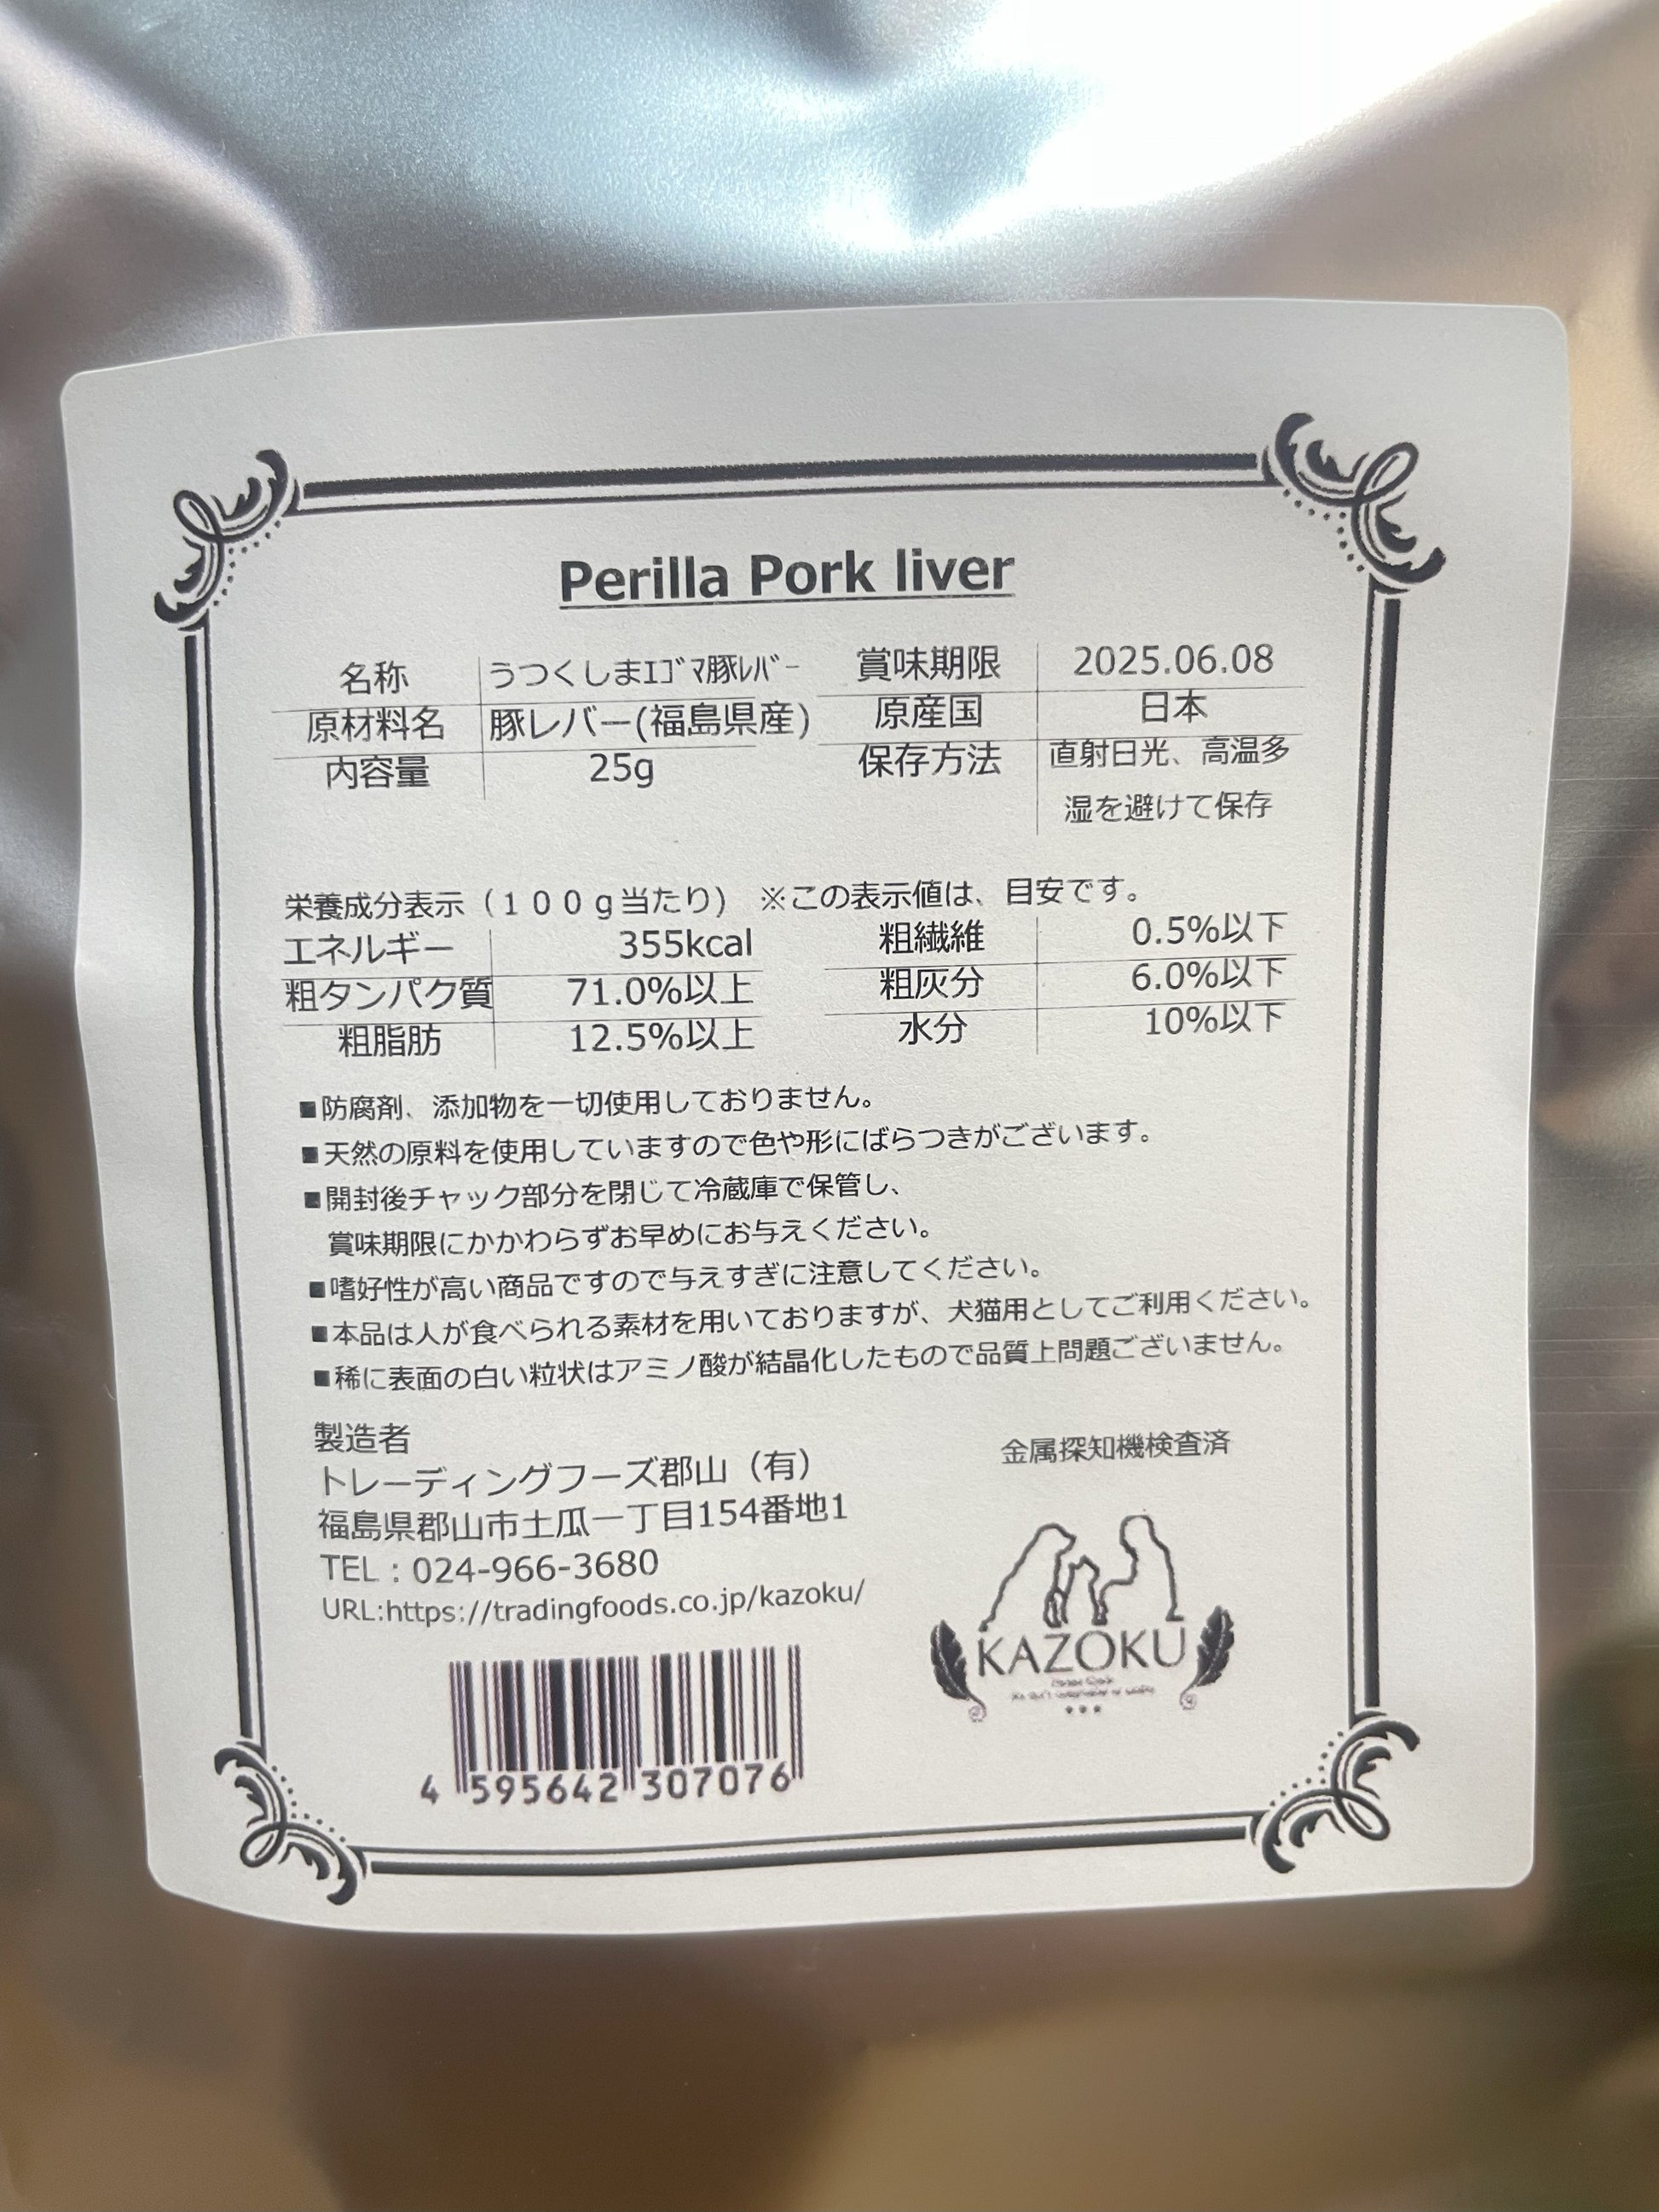 Perilla Pork liver
名称 うつくしまｴｺﾞﾏ豚ﾚﾊﾞｰ 賞味期限 2025.06.08
原材料名 豚レバー(福島県産) 原産国 日本
内容量 25g 保存方法 直射日光、高温多
湿を避けて保存
栄養成分表示（１００ｇ当たり） ※この表示値は、目安です。
エネルギー 355kcal 粗繊維 0.5%以下
粗タンパク質 71.0%以上 粗灰分 6.0%以下
粗脂肪 12.5%以上 水分 10%以下
■防腐剤、添加物を一切使用しておりません。
■天然の原料を使用していますので色や形にばらつきがございます。
■開封後チャック部分を閉じて冷蔵庫で保管し、
賞味期限にかかわらずお早めにお与えください。
■嗜好性が高い商品ですので与えすぎに注意してください。
■本品は人が食べられる素材を用いておりますが、犬猫用としてご利用ください。
■稀に表面の白い粒状はアミノ酸が結晶化したもので品質上問題ございません。
製造者
トレーディングフーズ郡山（有）
福島県郡山市土瓜一丁目154番地1
TEL：024-966-3680
URL:https://tradingfoods.co.jp/kazoku/
金属探知機検査済
KAZOKU
4 595642 307076